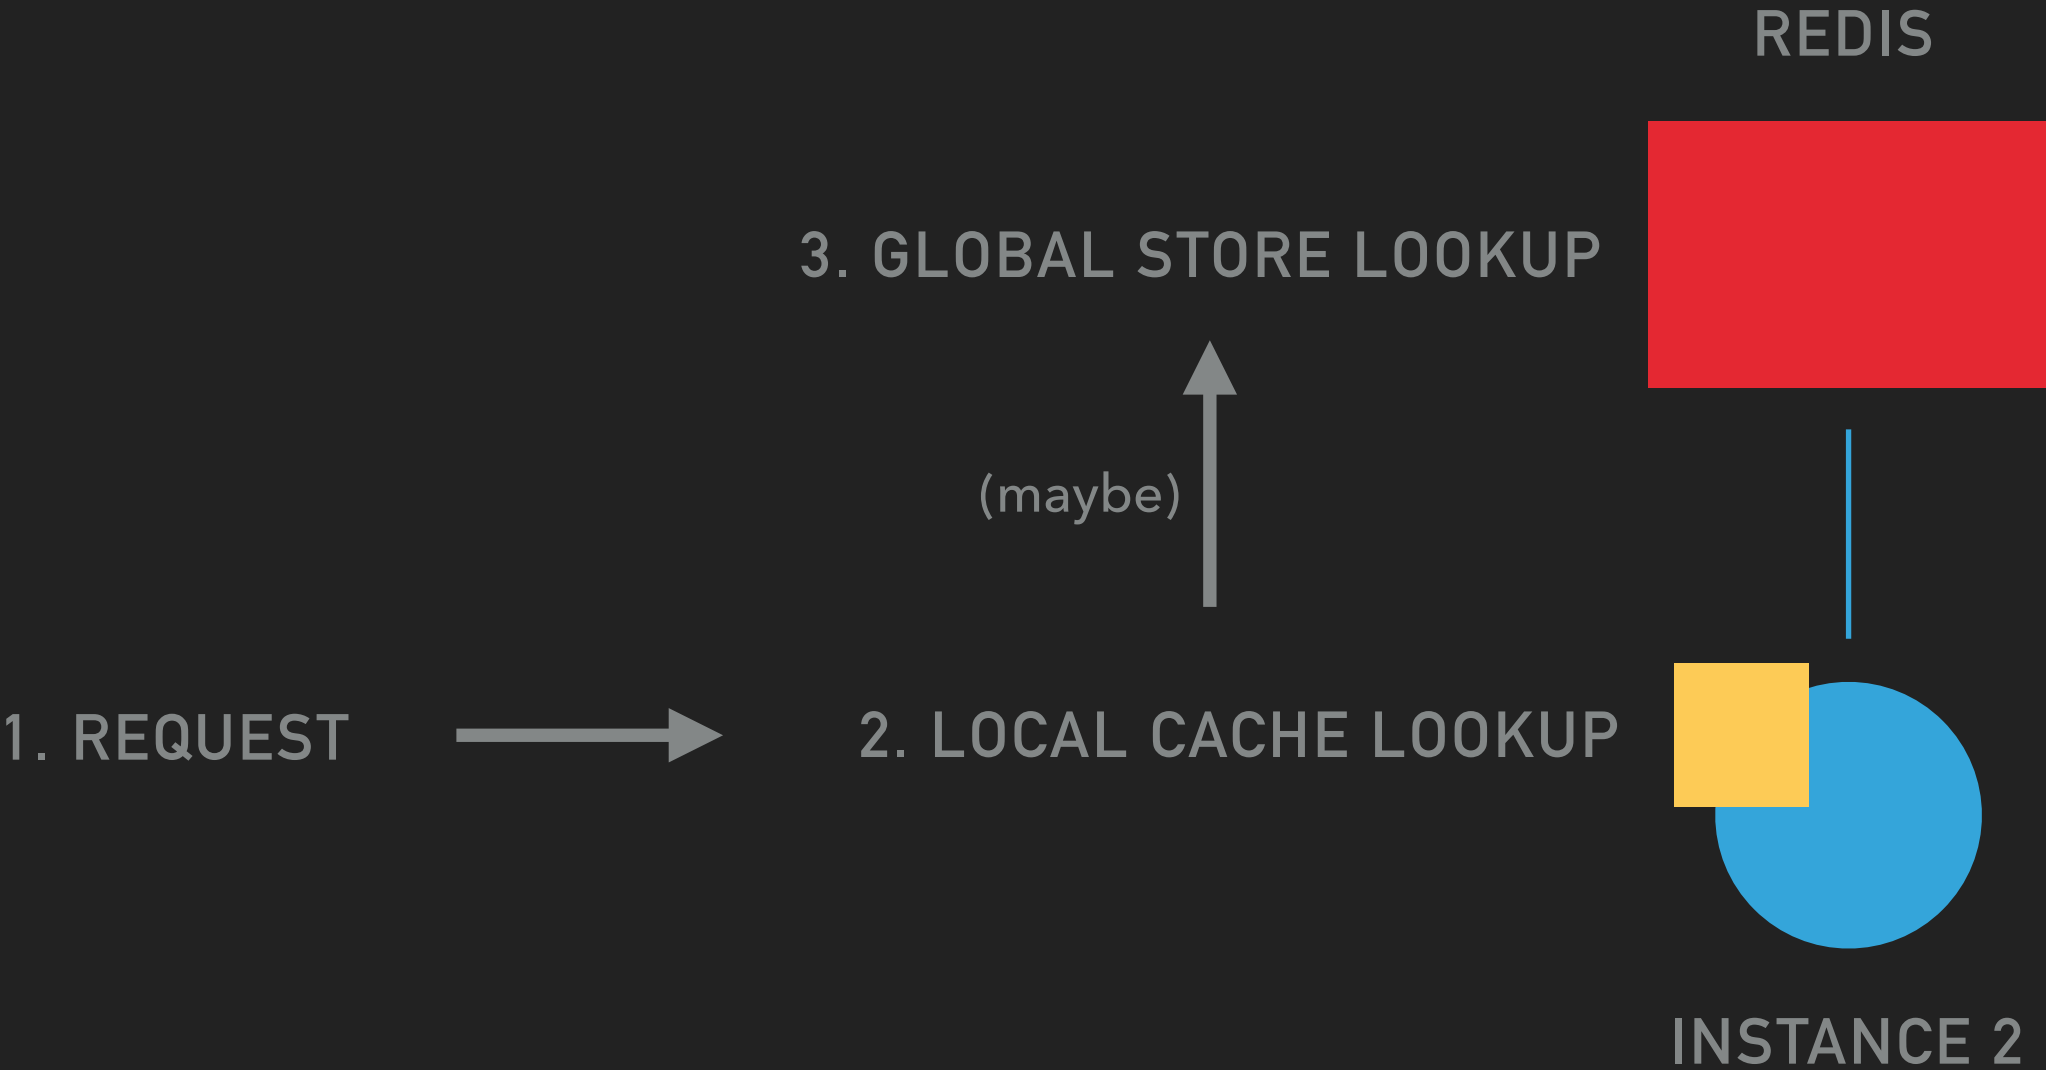 REDIS
3. GLOBAL STORE LOOKUP
(maybe)
1. REQUEST
2. LOCAL CACHE LOOKUP
INSTANCE 2